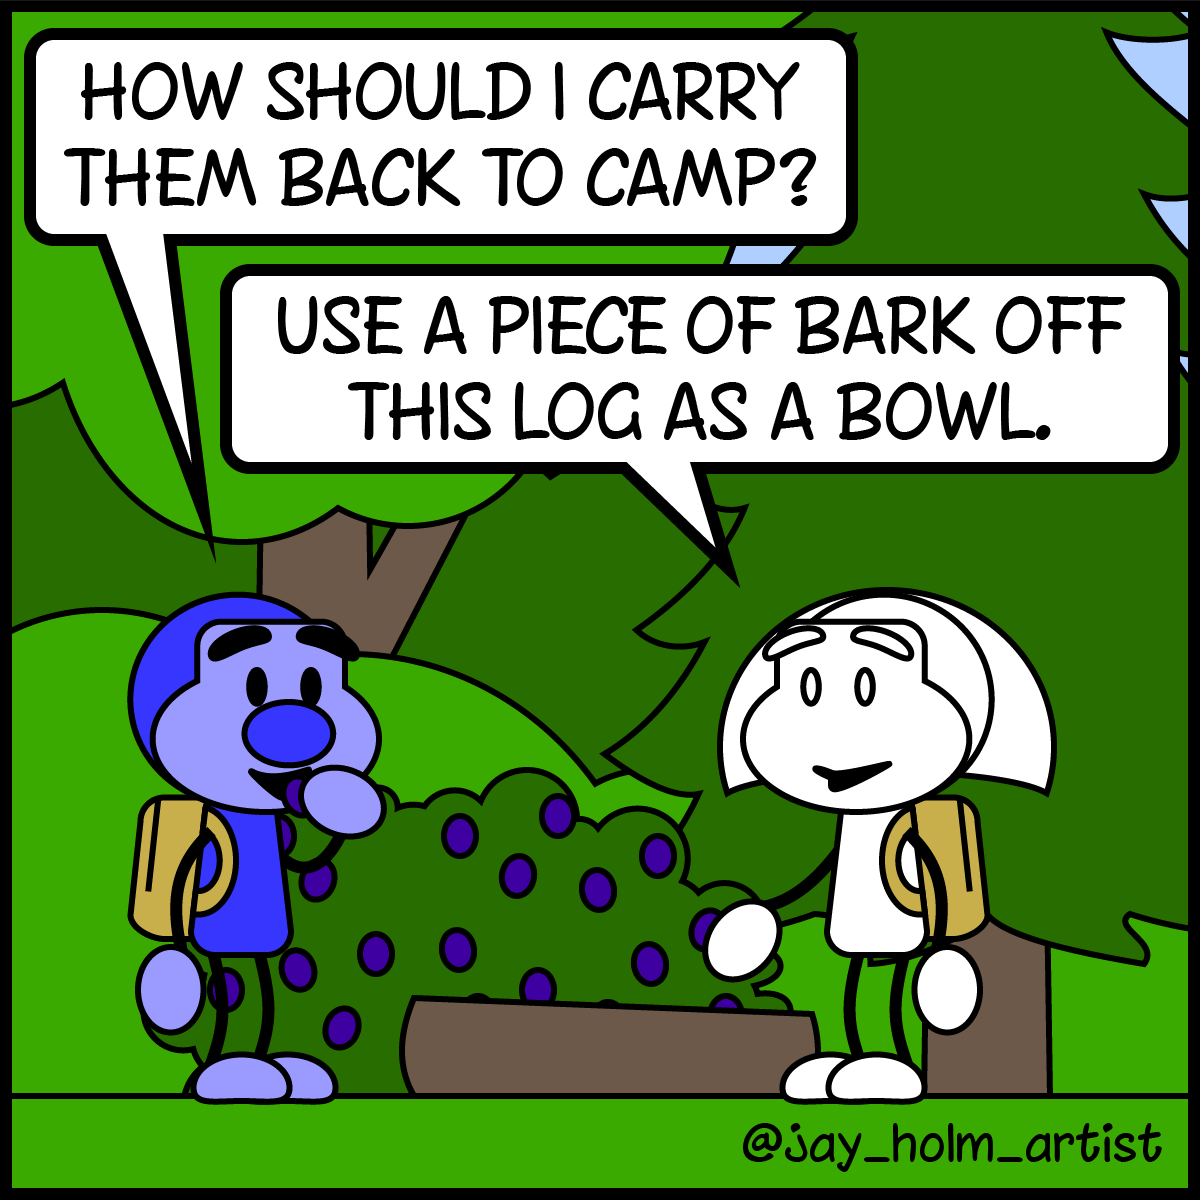 HOW SHOULD I CARRY
THEM BACK TO CAMP?
USE A PIECE OF BARK OFF
THIS LOG AS A BOWL.
@jay_holm_artist